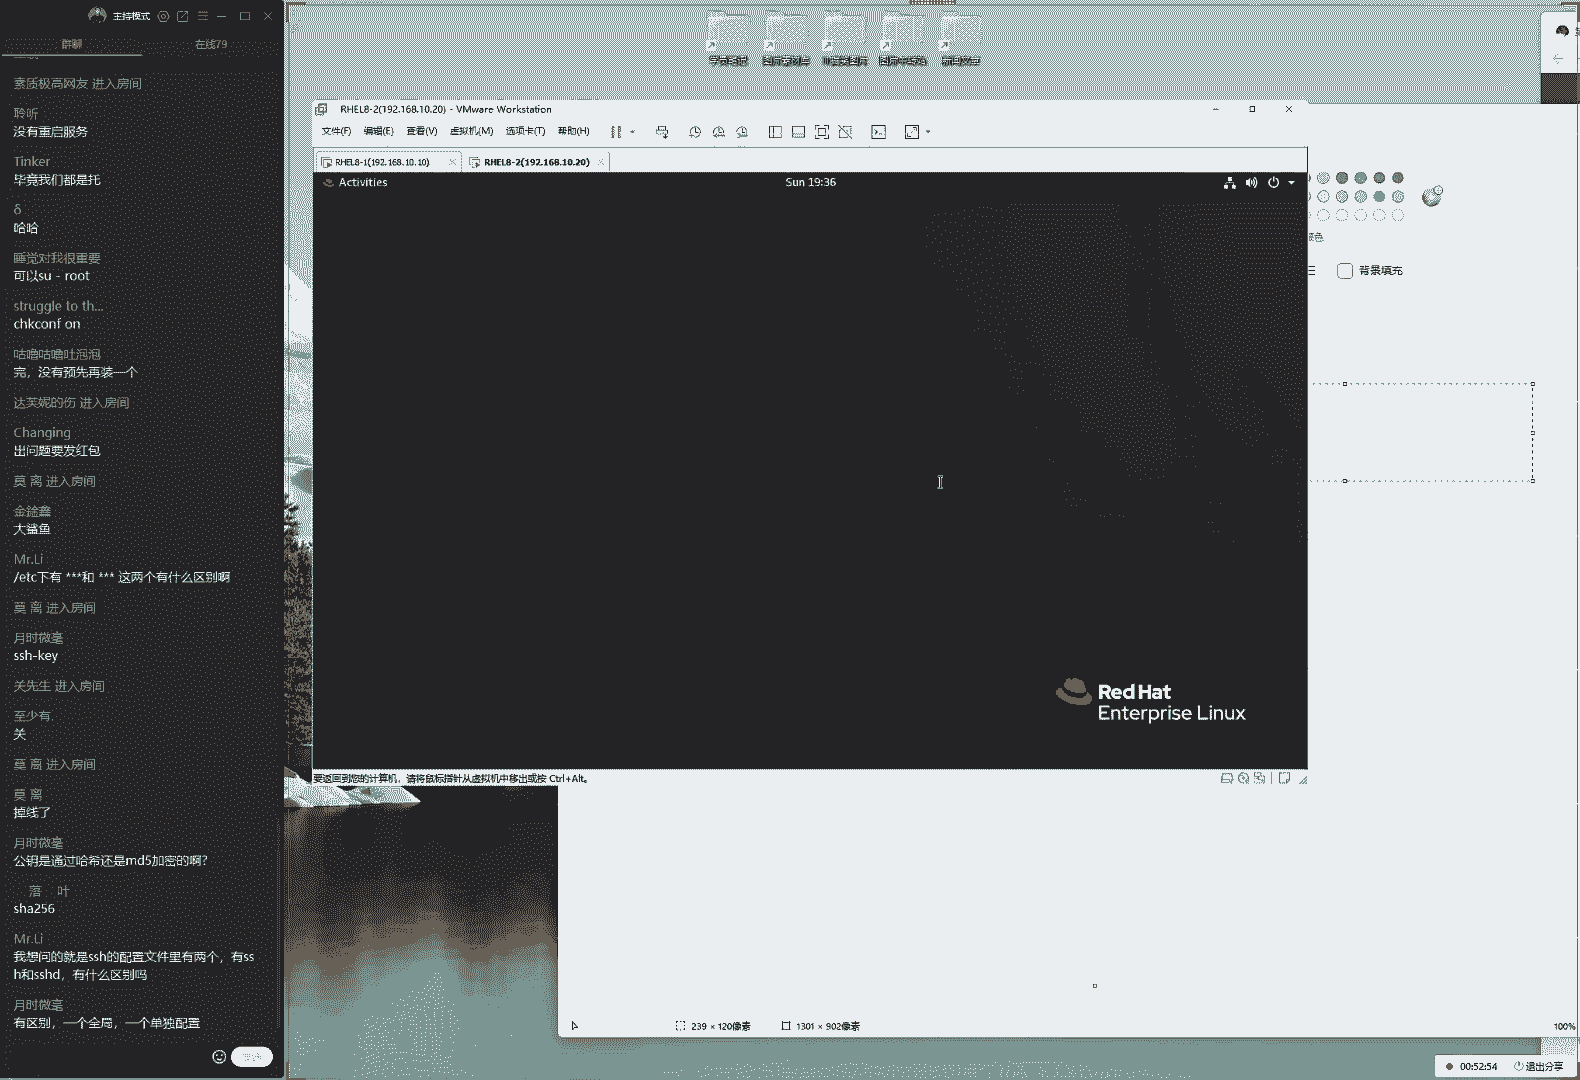 主持模式
群聊
在线79
素质极高网友 进入房间
聆听
没有重启服务
Tinker
毕竟我们都是托
δ
哈哈
睡觉对我很重要
可以su - root
struggle to th...
chkconf on
咕噜咕噜吐泡泡
完，没有预先再装一个
达芙妮的伤 进入房间
Changing
出问题要发红包
莫 离 进入房间
大鲨鱼
Mr.Li
/etc下有 ***和 *** 这两个有什么区别啊
莫 离 进入房间
月时微毫
ssh-key
关先生 进入房间
至少有.
关
莫 离 进入房间
莫 离
掉线了
月时微毫
公钥是通过哈希还是md5加密的啊？
落 叶
sha256
Mr.Li
我想问的就是ssh的配置文件里有两个，有ss
h和sshd，有什么区别吗
月时微毫
有区别，一个全局，一个单独配置
RHEL8-2(192.168.10.20) - VMware Workstation
文件(F) 编辑(E) 查看(V) 虚拟机(M) 选项卡(T) 帮助(H)
RHEL8-1(192.168.10.10)
RHEL8-2(192.168.10.20)
Activities
Sun 19:36
Red Hat
Enterprise Linux
要返回到您的计算机，请将鼠标指针从虚拟机中移出或按 Ctrl+Alt。
背景填充
239 × 120像素
1301 × 902像素
100%
00:52:54
退出分享